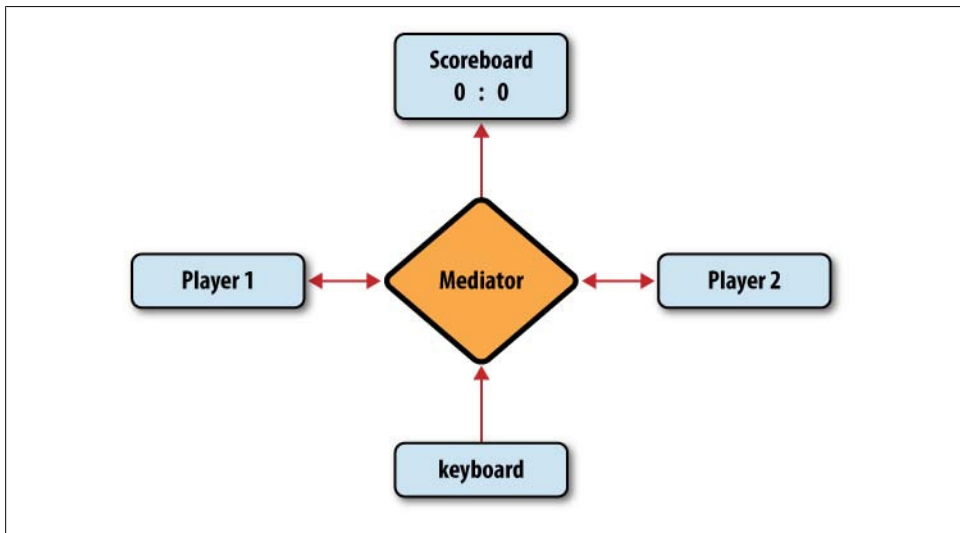 Scoreboard
0 : 0
Player 1
Mediator
Player 2
keyboard